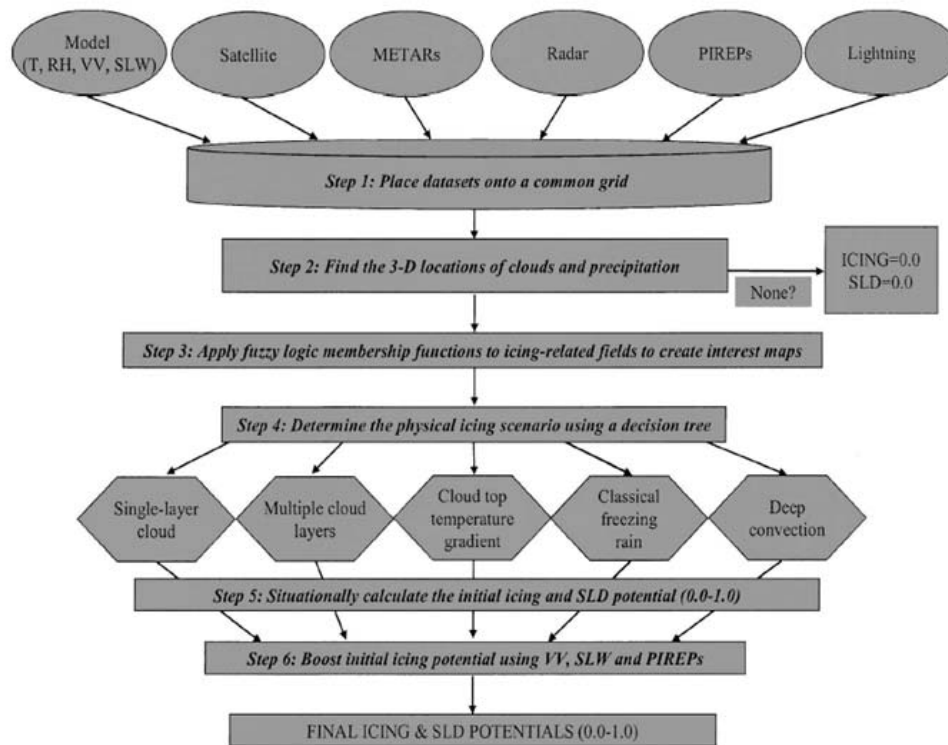 Model
(T, RH, VV, SLW)
Satellite
METARs
Radar
PIREPs
Lightning
Step 1: Place datasets onto a common grid
Step 2: Find the 3-D locations of clouds and precipitation
None?
ICING=0.0
SLD=0.0
Step 3: Apply fuzzy logic membership functions to icing-related fields to create interest maps
Step 4: Determine the physical icing scenario using a decision tree
Single-layer
cloud
Multiple cloud
layers
Cloud top
temperature
gradient
Classical
freezing
rain
Deep
convection
Step 5: Situationally calculate the initial icing and SLD potential (0.0-1.0)
Step 6: Boost initial icing potential using VV, SLW and PIREPs
FINAL ICING & SLD POTENTIALS (0.0-1.0)